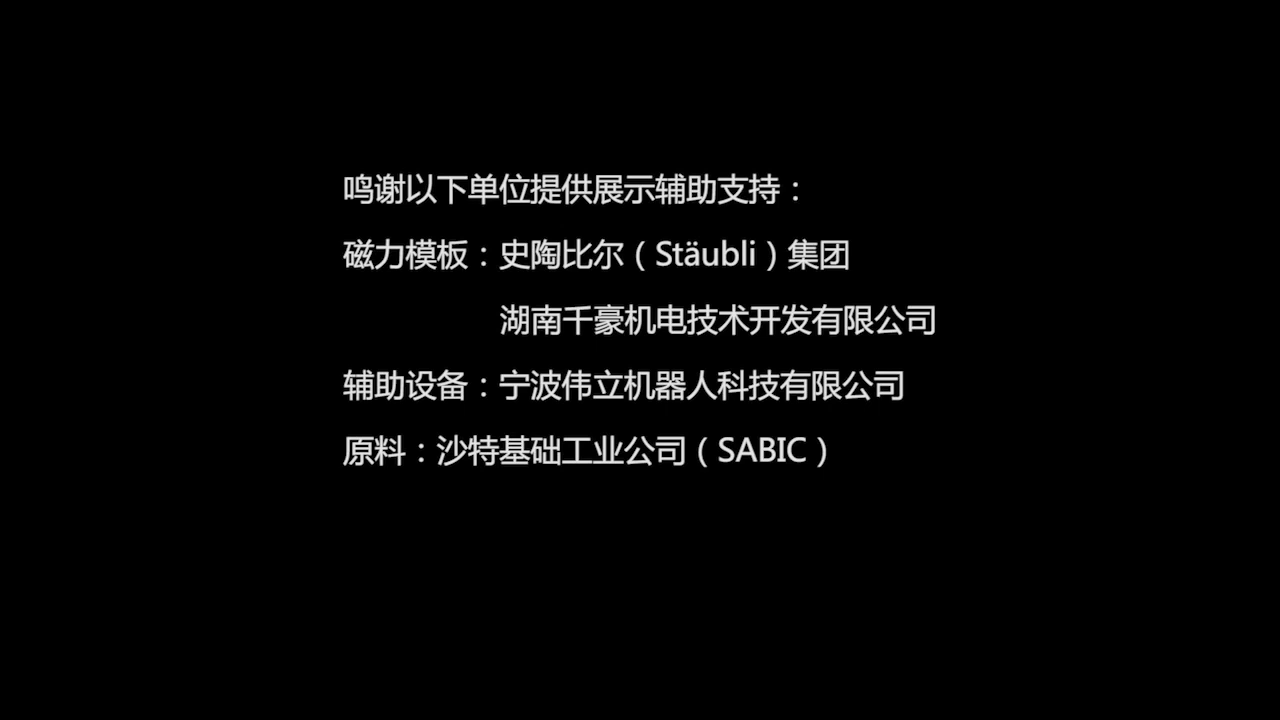 鸣谢以下单位提供展示辅助支持：
磁力模板：史陶比尔（Stäubli）集团
湖南千豪机电技术开发有限公司
辅助设备：宁波伟立机器人科技有限公司
原料：沙特基础工业公司（SABIC）